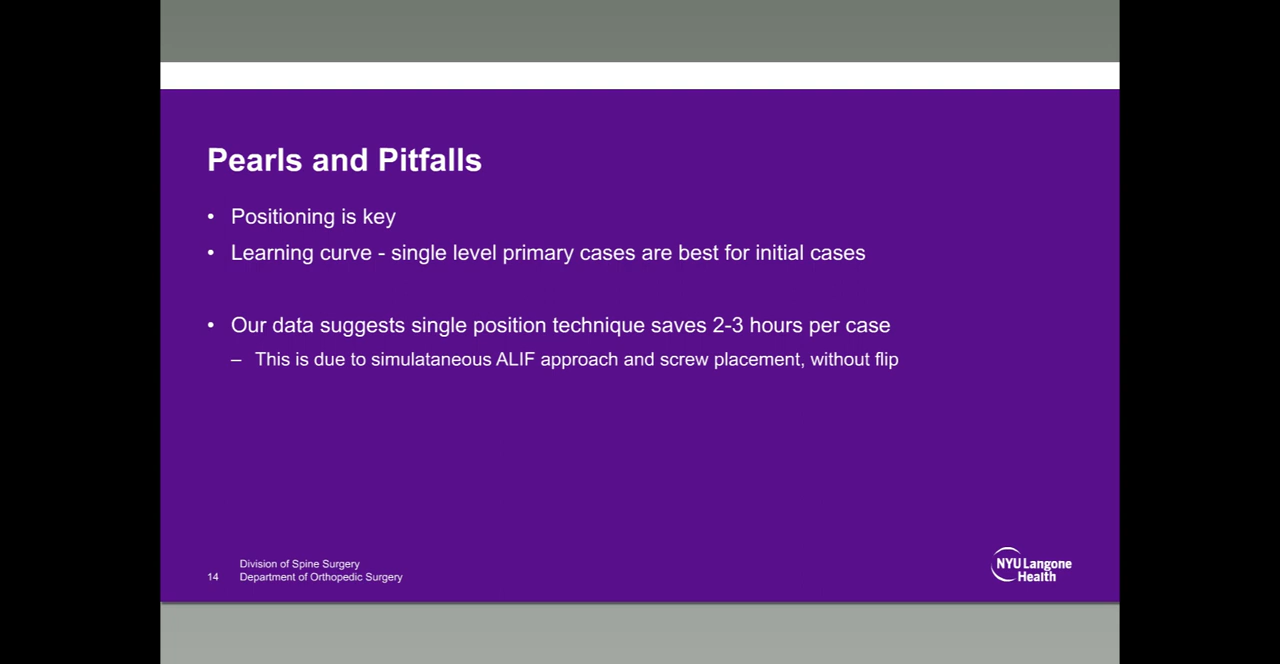 Pearls and Pitfalls
• Positioning is key
• Learning curve - single level primary cases are best for initial cases
• Our data suggests single position technique saves 2-3 hours per case
– This is due to simulataneous ALIF approach and screw placement, without flip
Division of Spine Surgery
14 Department of Orthopedic Surgery
NYU Langone
Health